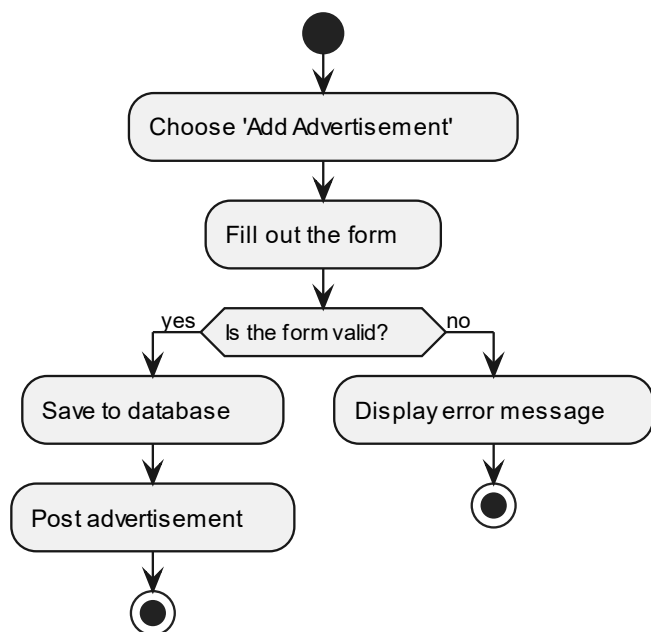 Choose 'Add Advertisement'
Fill out the form
yes
Is the form valid?
no
Save to database
Display error message
Post advertisement